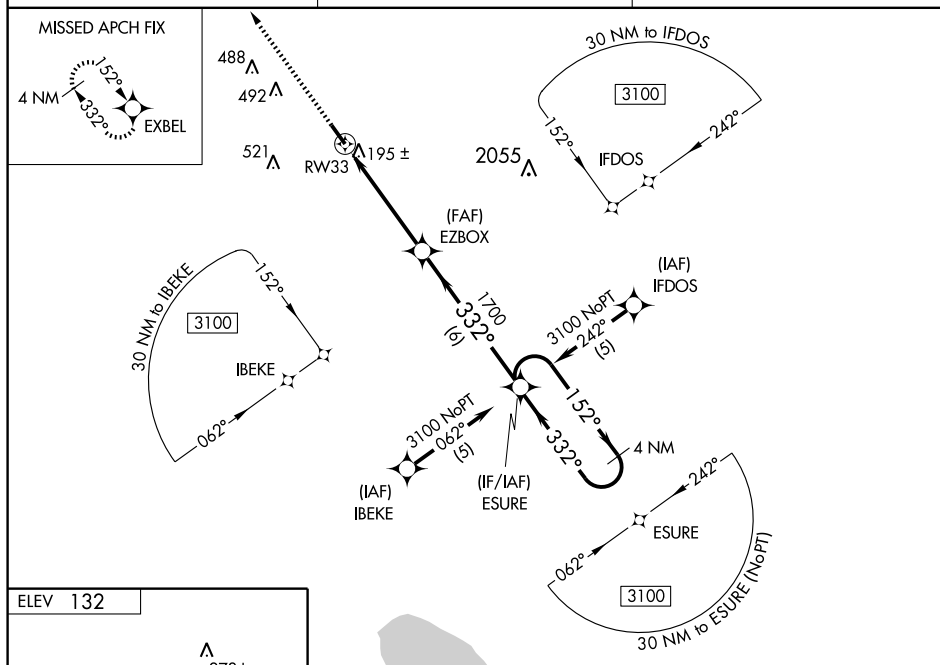 MISSED APCH FIX
152°
4 NM
332°
EXBEL
488
492
521
RW33
195 ±
2055
30 NM to IFDOS
3100
152°
242°
IFDOS
(FAF)
EZBOX
30 NM to IBEKE
152°
3100
IBEKE
062°
1700
332°
(6)
(IAF)
IFDOS
3100 NoPT
242°
(5)
3100 NoPT
062°
(5)
152°
332°
4 NM
(IAF)
IBEKE
(IF/IAF)
ESURE
242°
ESURE
062°
3100
30 NM to ESURE (NoPT)
ELEV 132